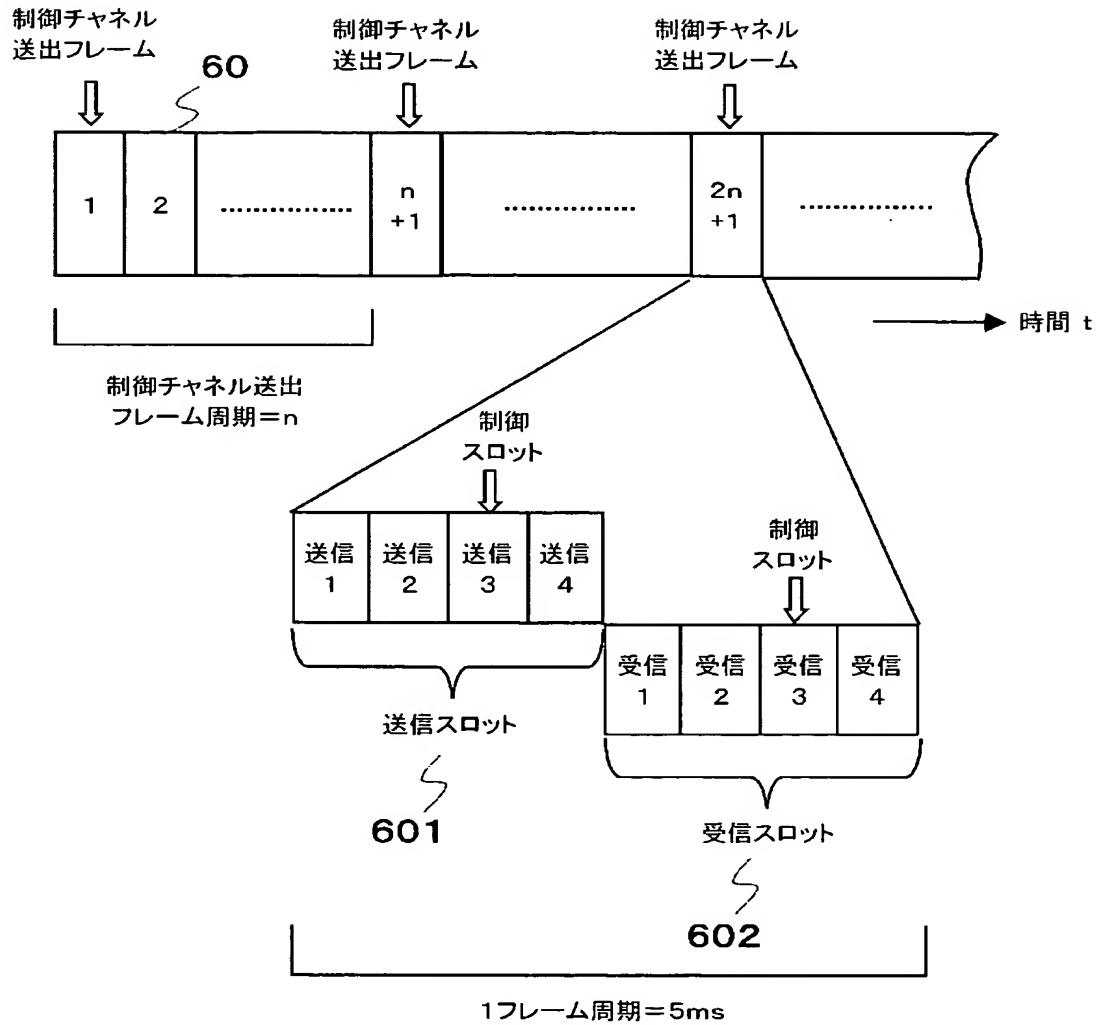 制御チャネル
送出フレーム
60
制御チャネル
送出フレーム
制御チャネル
送出フレーム
1
2
……………
n
+1
……………
2n
+1
……………
時間 t
制御チャネル送出
フレーム周期=n
制御
スロット
送信
1
送信
2
送信
3
送信
4
制御
スロット
受信
1
受信
2
受信
3
受信
4
送信スロット
601
受信スロット
602
1フレーム周期=5ms